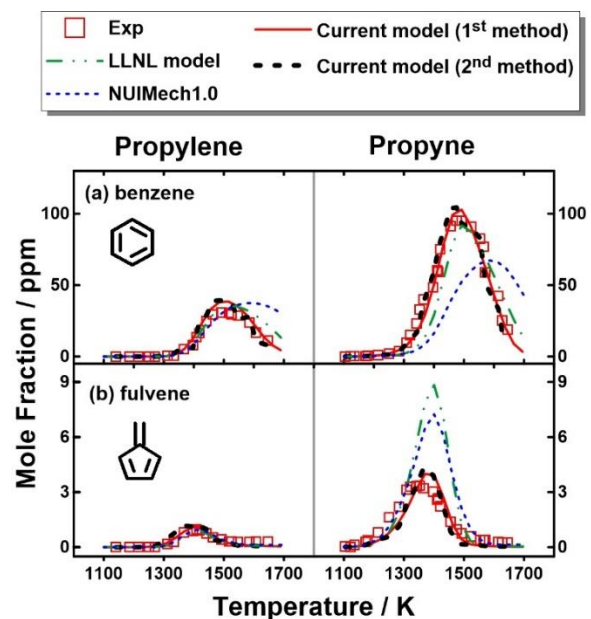 Exp
LLNL model
NUIMech1.0
Current model (1st method)
Current model (2nd method)
Propylene
Propyne
(a) benzene
100
50
0
100
50
0
(b) fulvene
9
6
3
0
9
6
3
0
Mole Fraction / ppm
1100 1300 1500 1700
1100 1300 1500 1700
Temperature / K